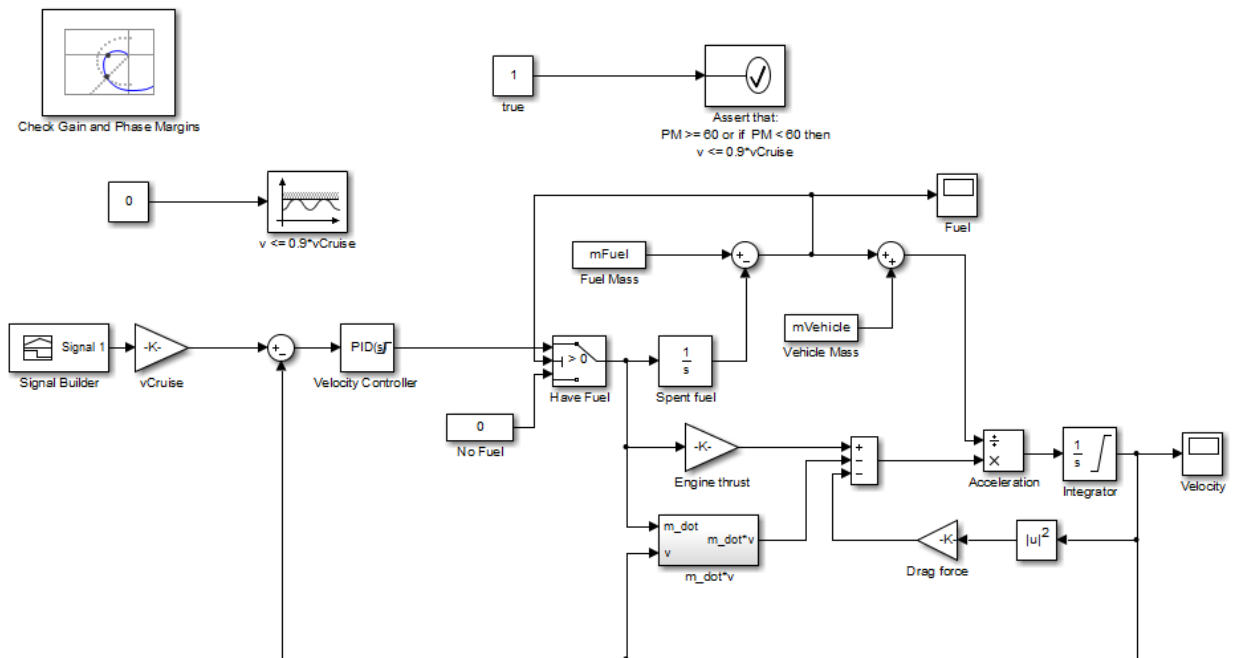 Check Gain and Phase Margins
1
true
Assert that:
PM >= 60 or if PM < 60 then
v <= 0.9*vCruise
0
v <= 0.9*vCruise
Fuel
mFuel
Fuel Mass
+
−
+
+
mVehicle
Vehicle Mass
Signal 1
Signal Builder
-K-
vCruise
+
−
PID(s)
Velocity Controller
> 0
Have Fuel
1
s
Spent fuel
0
No Fuel
-K-
Engine thrust
+
−
−
÷
×
Acceleration
1
s
Integrator
Velocity
m_dot
v
m_dot*v
m_dot*v
-K-
Drag force
|u|²